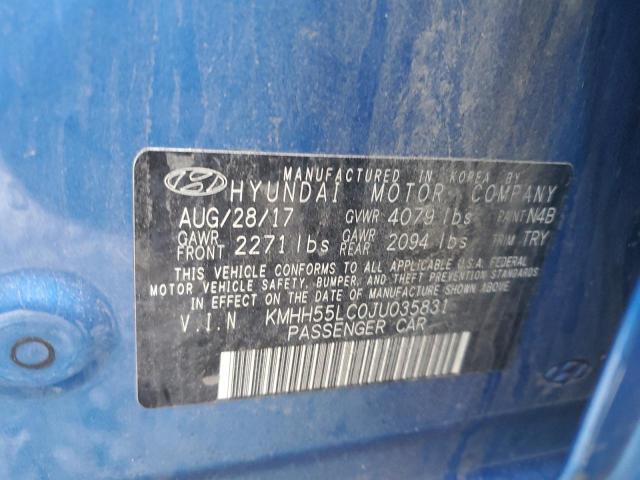 MANUFACTURED IN KOREA BY
HYUNDAI MOTOR COMPANY
AUG/28/17 GVWR 4079 lbs PAINT N4B
GAWR FRONT 2271 lbs GAWR REAR 2094 lbs TRIM TRY
THIS VEHICLE CONFORMS TO ALL APPLICABLE U.S.A. FEDERAL
MOTOR VEHICLE SAFETY, BUMPER, AND THEFT PREVENTION STANDARDS
IN EFFECT ON THE DATE OF MANUFACTURE SHOWN ABOVE.
V.I.N KMHH55LC0JU035831
PASSENGER CAR